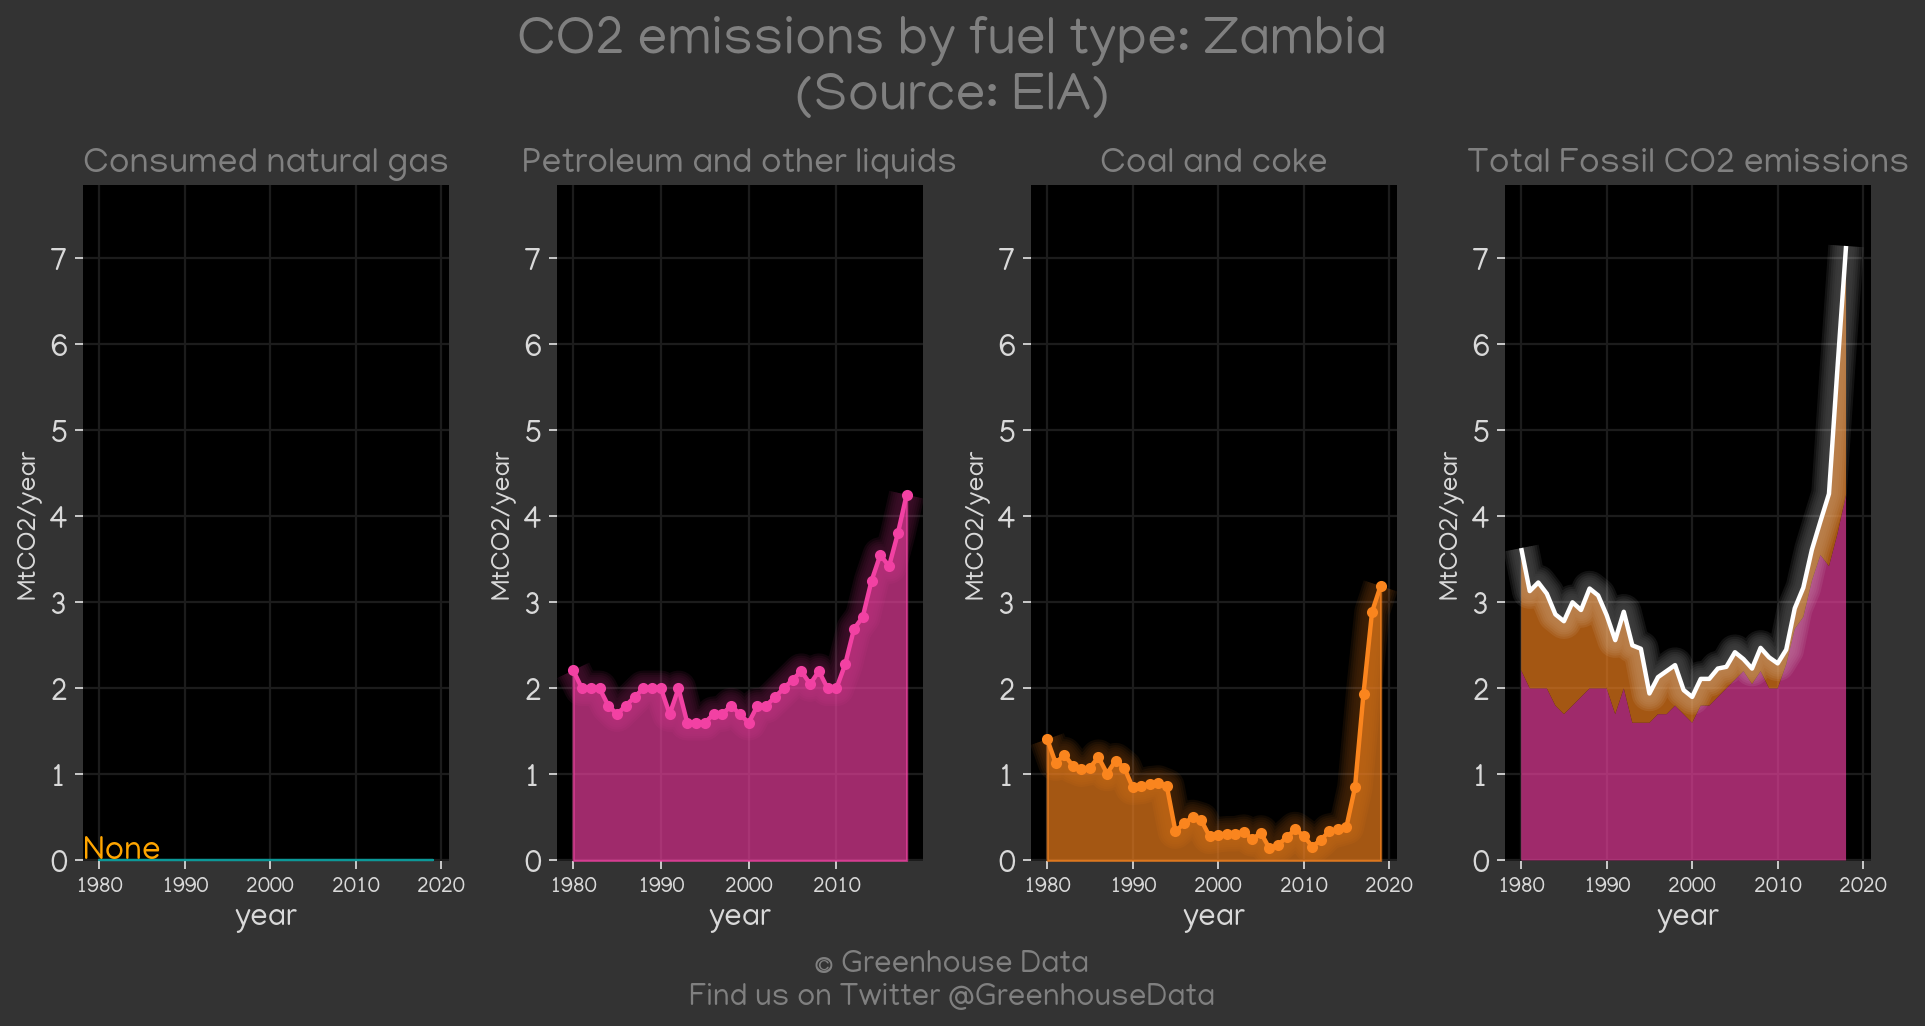 CO2 emissions by fuel type: Zambia
(Source: EIA)
Consumed natural gas
Petroleum and other liquids
Coal and coke
Total Fossil CO2 emissions
MtCO2/year
7
6
5
4
3
2
1
0
None
1980 1990 2000 2010 2020
year
MtCO2/year
7
6
5
4
3
2
1
0
1980 1990 2000 2010
year
MtCO2/year
7
6
5
4
3
2
1
0
1980 1990 2000 2010 2020
year
MtCO2/year
7
6
5
4
3
2
1
0
1980 1990 2000 2010 2020
year
© Greenhouse Data
Find us on Twitter @GreenhouseData